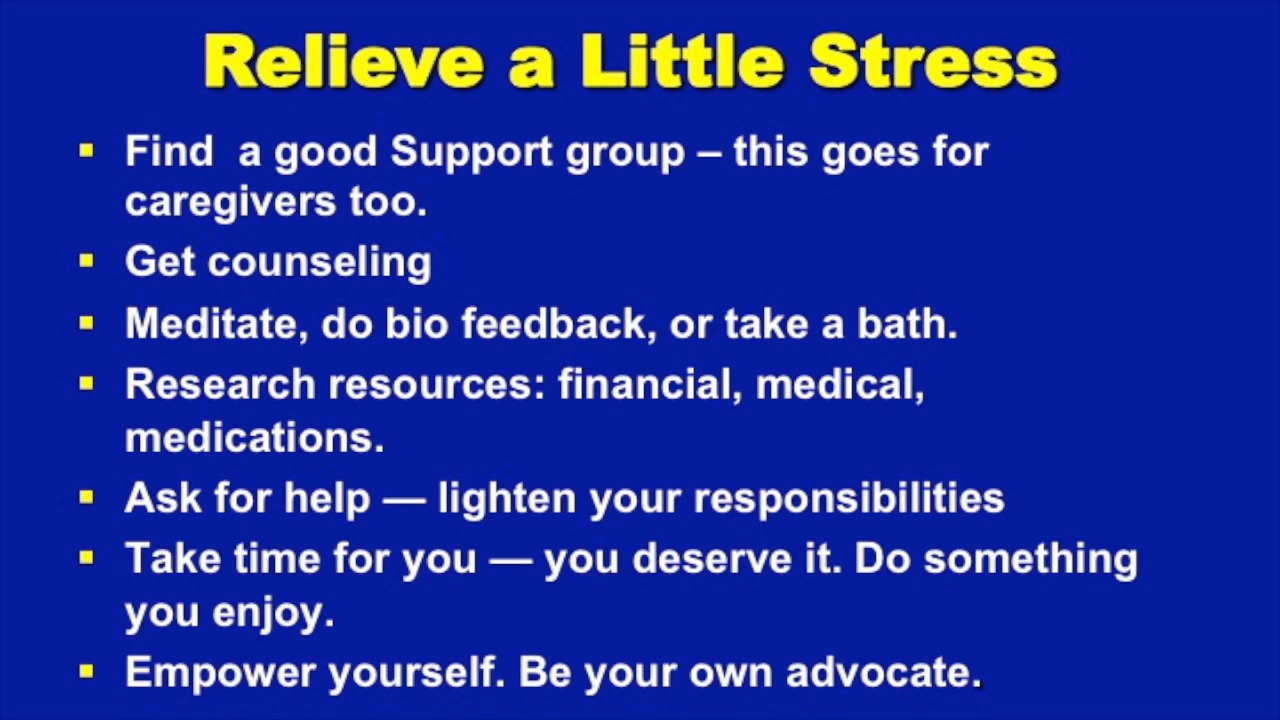 Relieve a Little Stress
▪ Find  a good Support group – this goes for
caregivers too.
▪ Get counseling
▪ Meditate, do bio feedback, or take a bath.
▪ Research resources: financial, medical,
medications.
▪ Ask for help — lighten your responsibilities
▪ Take time for you — you deserve it. Do something
you enjoy.
▪ Empower yourself. Be your own advocate.